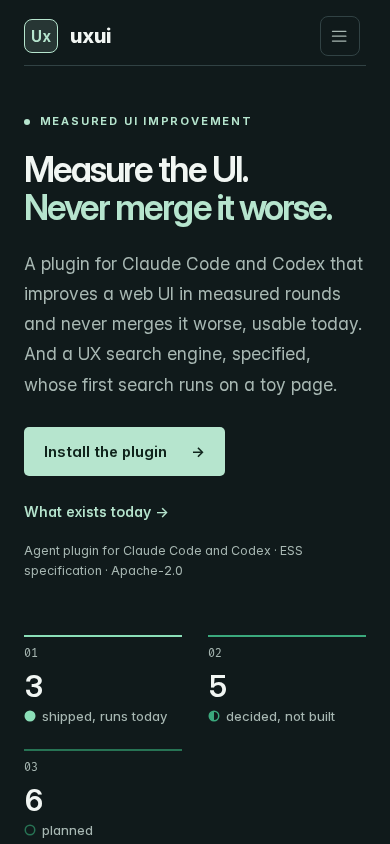 Ux uxui
MEASURED UI IMPROVEMENT
Measure the UI.
Never merge it worse.
A plugin for Claude Code and Codex that
improves a web UI in measured rounds
and never merges it worse, usable today.
And a UX search engine, specified,
whose first search runs on a toy page.
Install the plugin →
What exists today →
Agent plugin for Claude Code and Codex · ESS
specification · Apache-2.0
01
3
shipped, runs today
02
5
decided, not built
03
6
planned